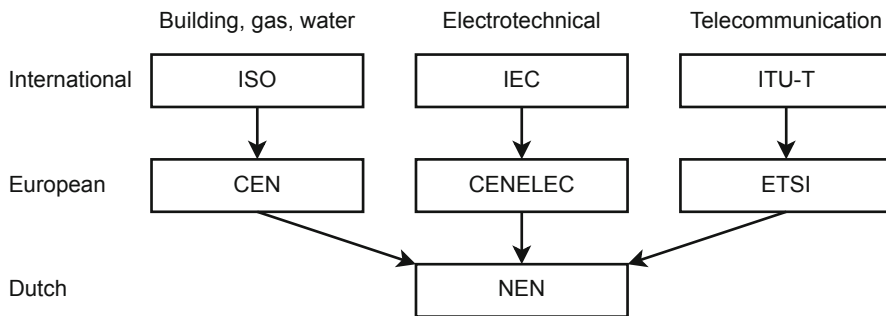 Building, gas, water Electrotechnical Telecommunication
International ISO IEC ITU-T
European CEN CENELEC ETSI
Dutch NEN